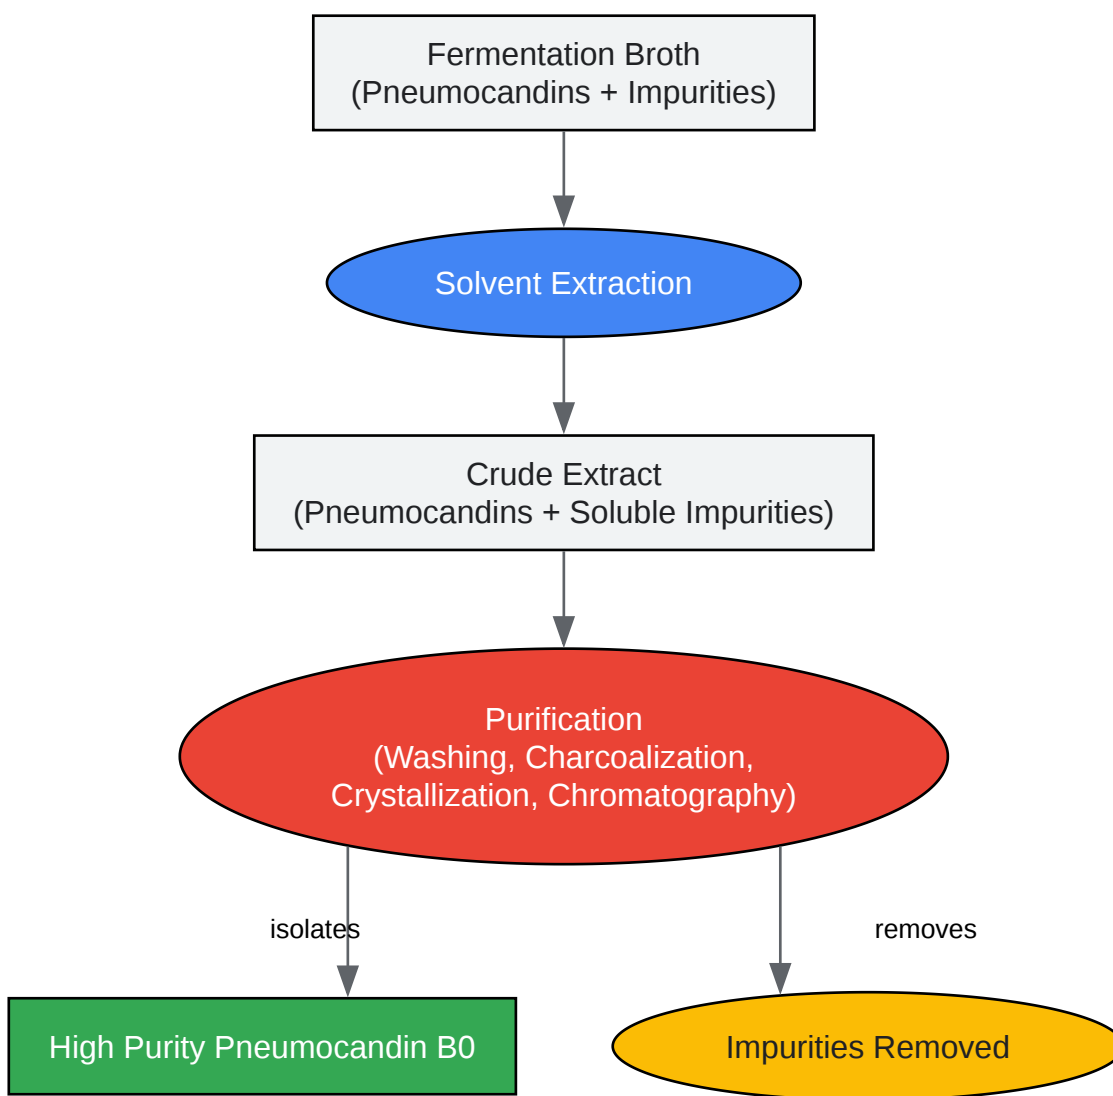 Fermentation Broth
(Pneumocandins + Impurities)
Solvent Extraction
Crude Extract
(Pneumocandins + Soluble Impurities)
Purification
(Washing, Charcoalization,
Crystallization, Chromatography)
isolates
removes
High Purity Pneumocandin B0
Impurities Removed